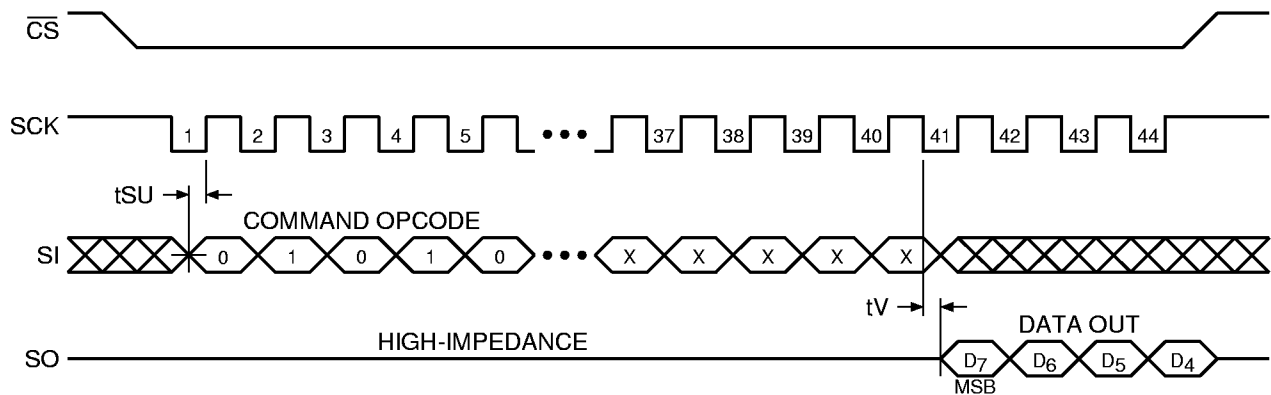 CS
SCK 1 2 3 4 5 37 38 39 40 41 42 43 44
tSU
COMMAND OPCODE
SI 0 1 0 1 0 X X X X X
tV
HIGH-IMPEDANCE DATA OUT
SO D7 D6 D5 D4
MSB